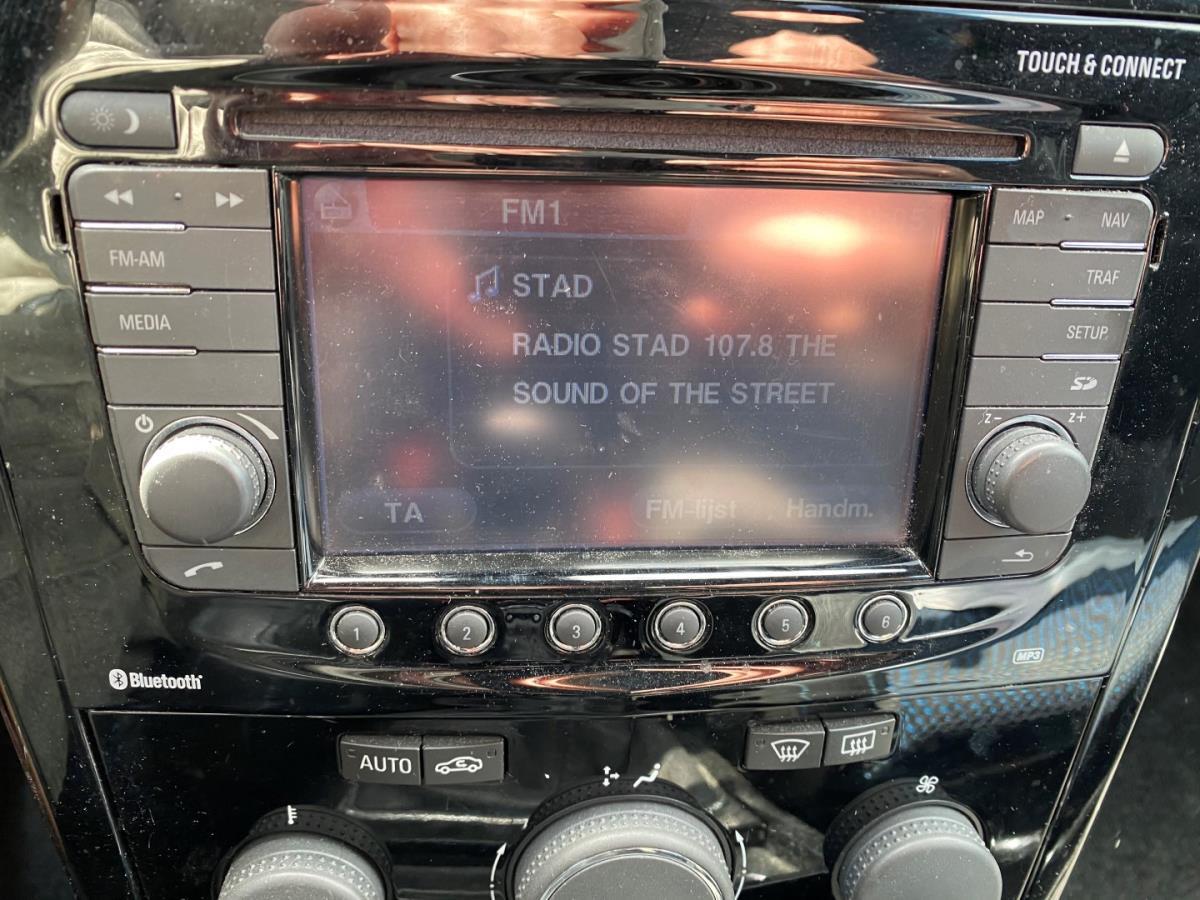 TOUCH & CONNECT
FM1
MAP · NAV
FM-AM
TRAF
STAD
MEDIA
SETUP
RADIO STAD 107.8 THE
SOUND OF THE STREET
SD
Z- Z+
TA
FM-lijst
Handm.
1
2
3
4
5
6
MP3
Bluetooth
AUTO